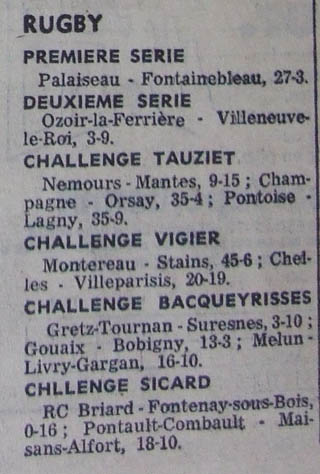 RUGBY
PREMIERE SERIE
Palaiseau - Fontainebleau, 27-3.
DEUXIEME SERIE
Ozoir-la-Ferrière - Villeneuve-
le-Roi, 3-9.
CHALLENGE TAUZIET
Nemours - Mantes, 9-15 ; Cham-
pagne - Orsay, 35-4 ; Pontoise -
Lagny, 35-9.
CHALLENGE VIGIER
Montereau - Stains, 45-6 ; Chel-
les - Villeparisis, 20-19.
CHALLENGE BACQUEYRISSES
Gretz-Tournan - Suresnes, 3-10 ;
Gouaix - Bobigny, 13-3 ; Melun -
Livry-Gargan, 16-10.
CHLLENGE SICARD
RC Briard - Fontenay-sous-Bois,
0-16 ; Pontault-Combault - Mai-
sans-Alfort, 18-10.